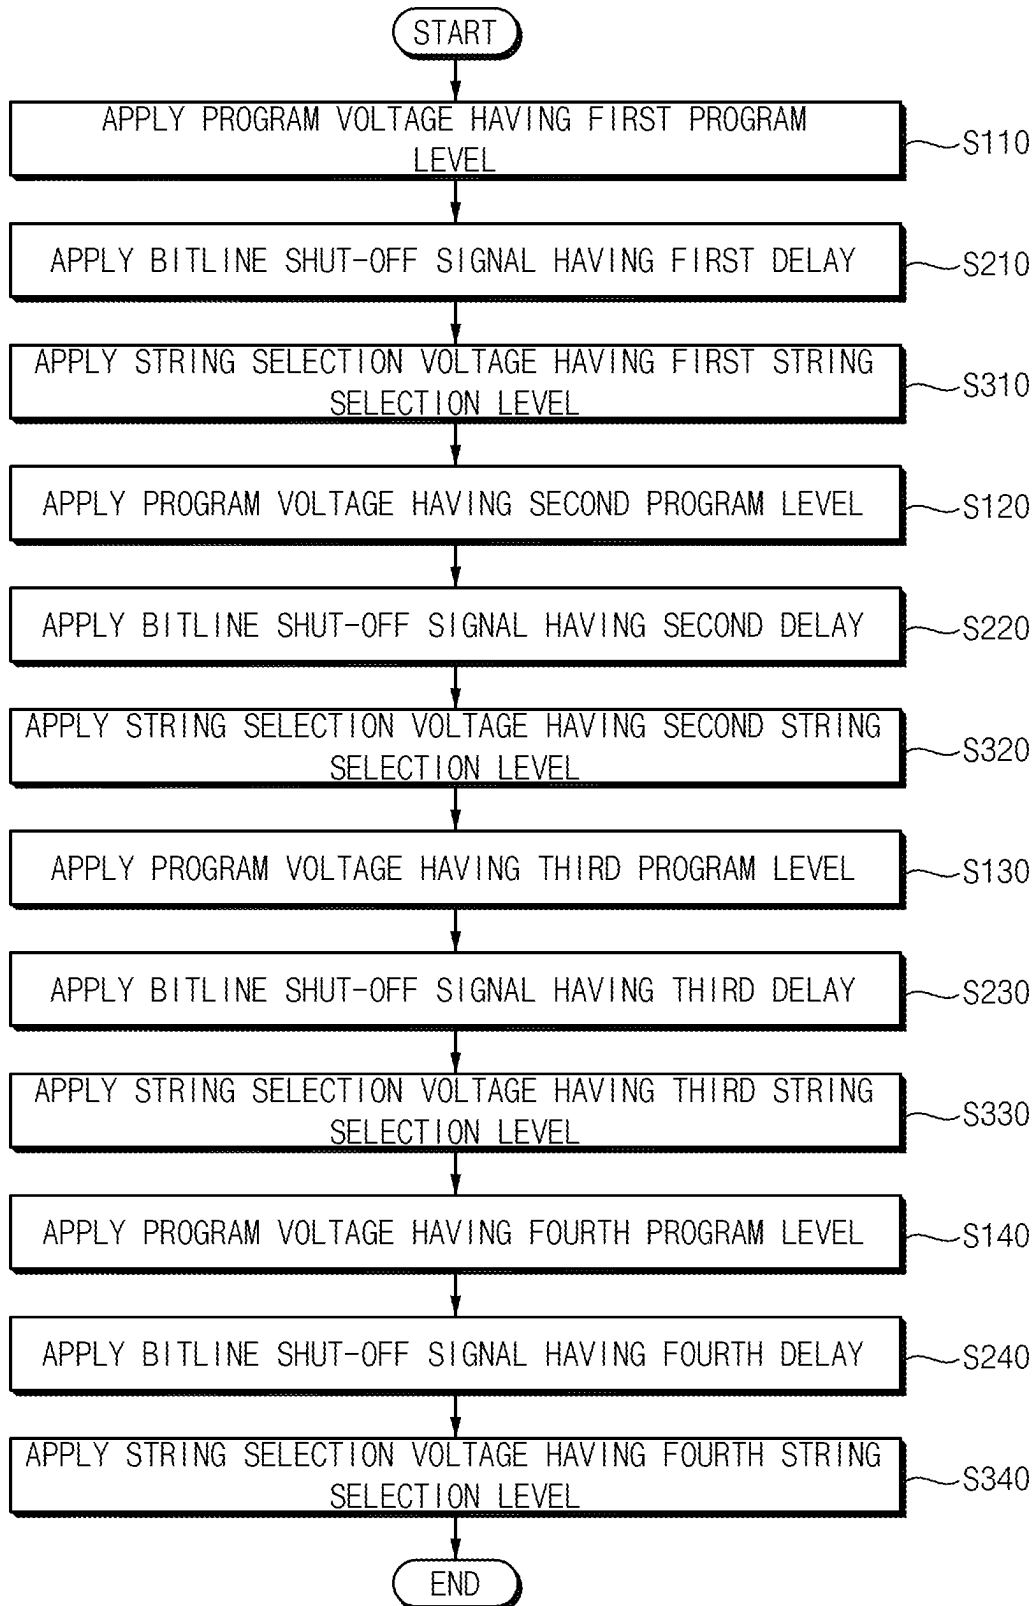 START
APPLY PROGRAM VOLTAGE HAVING FIRST PROGRAM
LEVEL
S110
APPLY BITLINE SHUT-OFF SIGNAL HAVING FIRST DELAY
S210
APPLY STRING SELECTION VOLTAGE HAVING FIRST STRING
SELECTION LEVEL
S310
APPLY PROGRAM VOLTAGE HAVING SECOND PROGRAM LEVEL
S120
APPLY BITLINE SHUT-OFF SIGNAL HAVING SECOND DELAY
S220
APPLY STRING SELECTION VOLTAGE HAVING SECOND STRING
SELECTION LEVEL
S320
APPLY PROGRAM VOLTAGE HAVING THIRD PROGRAM LEVEL
S130
APPLY BITLINE SHUT-OFF SIGNAL HAVING THIRD DELAY
S230
APPLY STRING SELECTION VOLTAGE HAVING THIRD STRING
SELECTION LEVEL
S330
APPLY PROGRAM VOLTAGE HAVING FOURTH PROGRAM LEVEL
S140
APPLY BITLINE SHUT-OFF SIGNAL HAVING FOURTH DELAY
S240
APPLY STRING SELECTION VOLTAGE HAVING FOURTH STRING
SELECTION LEVEL
S340
END